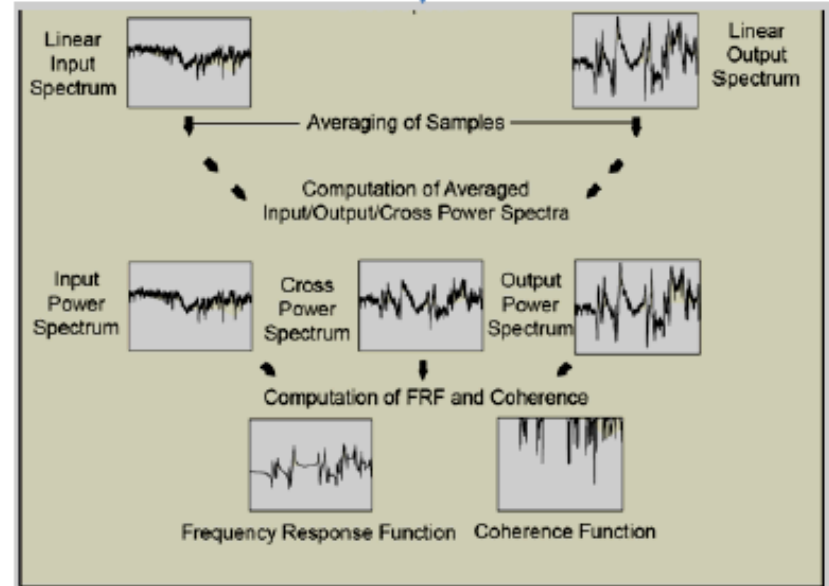 Linear
Input
Spectrum
Linear
Output
Spectrum
Averaging of Samples
Computation of Averaged
Input/Output/Cross Power Spectra
Input
Power
Spectrum
Cross
Power
Spectrum
Output
Power
Spectrum
Computation of FRF and Coherence
Frequency Response Function
Coherence Function